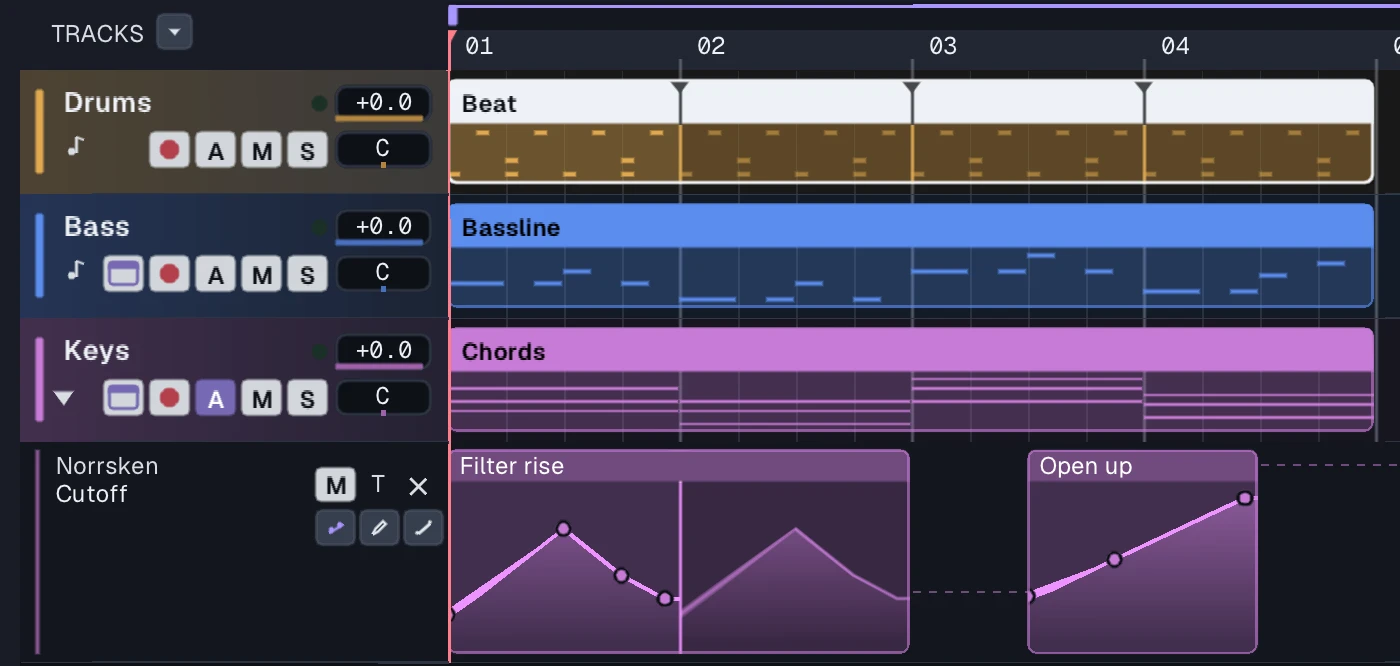 TRACKS
01 02 03 04
Drums +0.0 Beat
A M S C
Bass +0.0 Bassline
A M S C
Keys +0.0 Chords
A M S C
Norrsken
Cutoff
M T
Filter rise
Open up